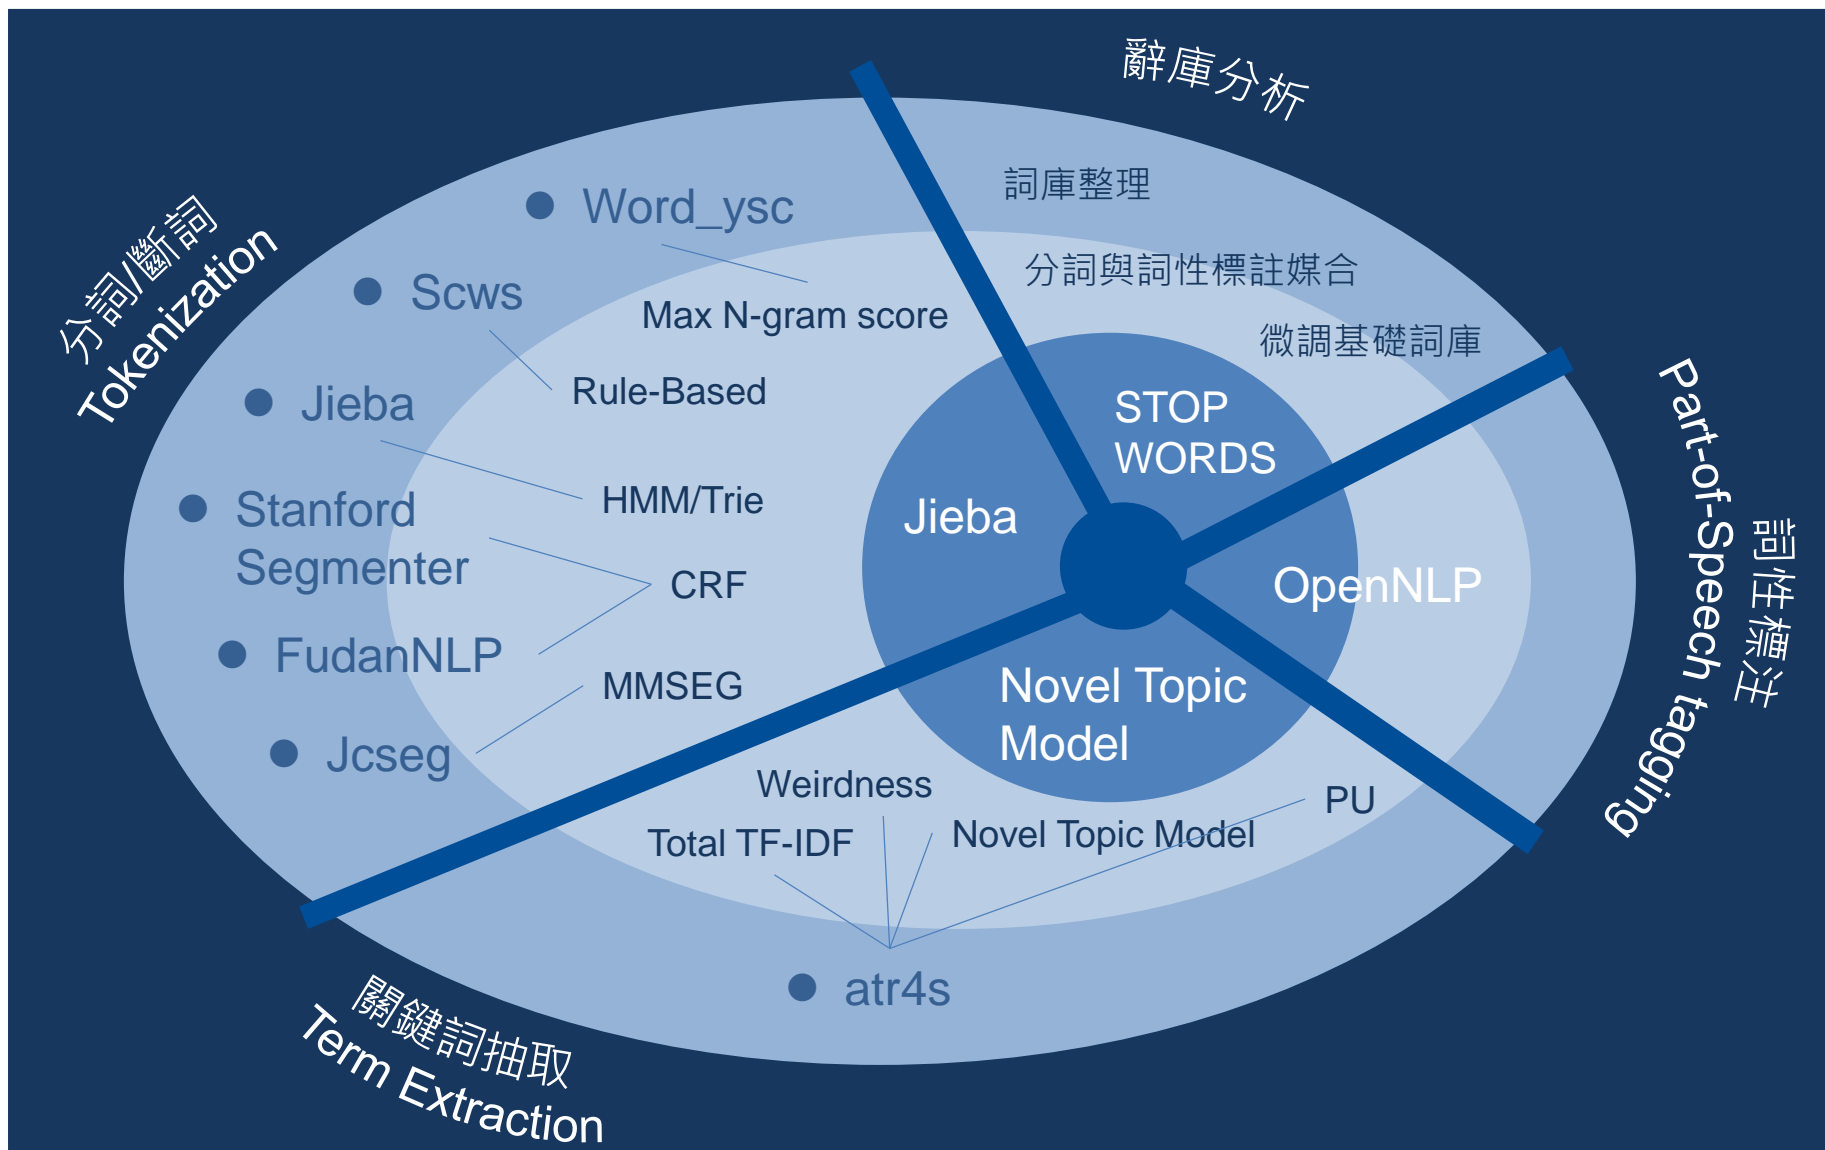 辭庫分析
詞庫整理
分詞與詞性標註媒合
微調基礎詞庫
STOP
WORDS
分詞/斷詞
Tokenization
Word_ysc
Max N-gram score
Scws
Rule-Based
Jieba
HMM/Trie
Stanford
Segmenter
CRF
FudanNLP
MMSEG
Jcseg
Jieba
Part-of-Speech tagging
詞性標注
OpenNLP
Novel Topic
Model
Weirdness
Total TF-IDF
Novel Topic Model
PU
atr4s
關鍵詞抽取
Term Extraction